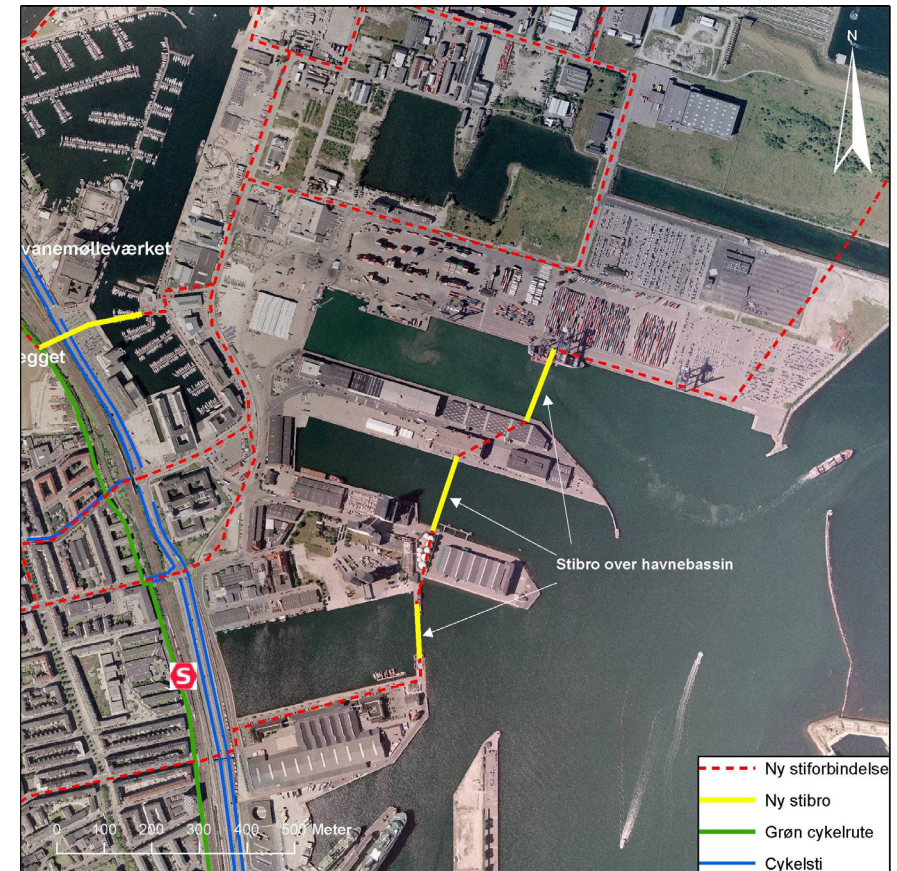 N
vanemølleværket
egget
Stibro over havnebassin
S
0 100 200 300 400 500 Meter
Ny stiforbindelse
Ny stibro
Grøn cykelrute
Cykelsti